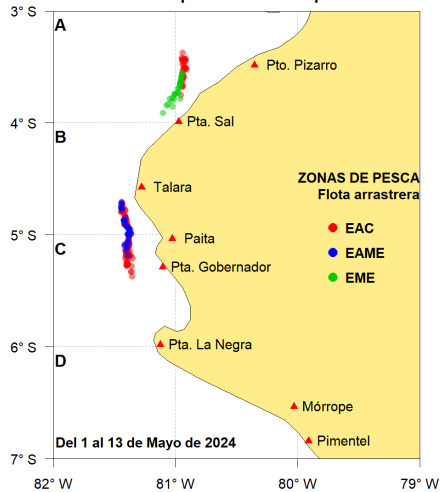 3° S
A
Pto. Pizarro
4° S
Pta. Sal
B
ZONAS DE PESCA
Talara
Flota arrastrera
EAC
5° S
Paita
C
EAME
Pta. Gobernador
EME
6° S
Pta. La Negra
D
Mórrope
Del 1 al 13 de Mayo de 2024
Pimentel
7° S
82° W
81° W
80° W
79° W